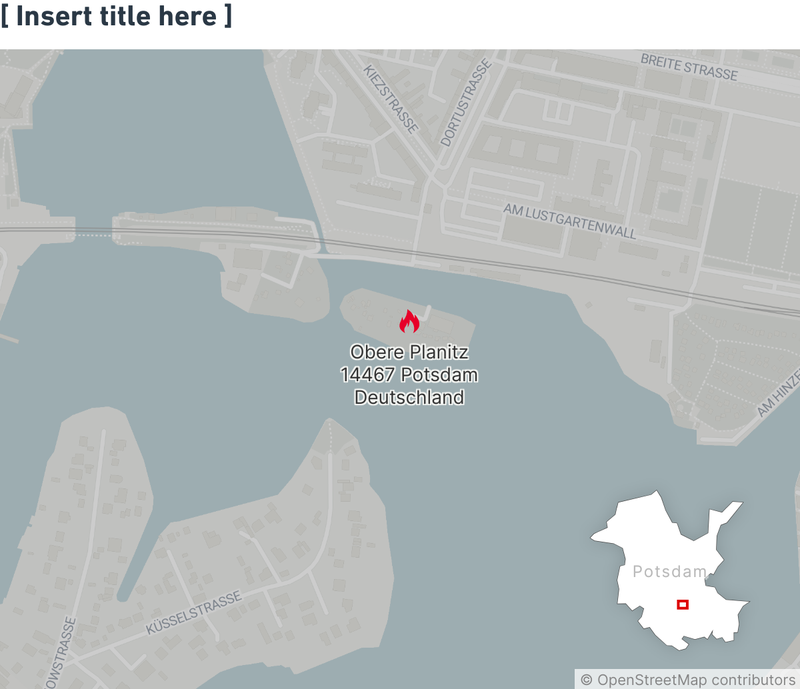 [ Insert title here ]
BREITE STRASSE
KIEZSTRASSE
DORTUSTRASSE
AM LUSTGARTENWALL
Obere Planitz
14467 Potsdam
Deutschland
AM HINZE
Potsdam
KÜSSELSTRASSE
OWSTRASSE
© OpenStreetMap contributors